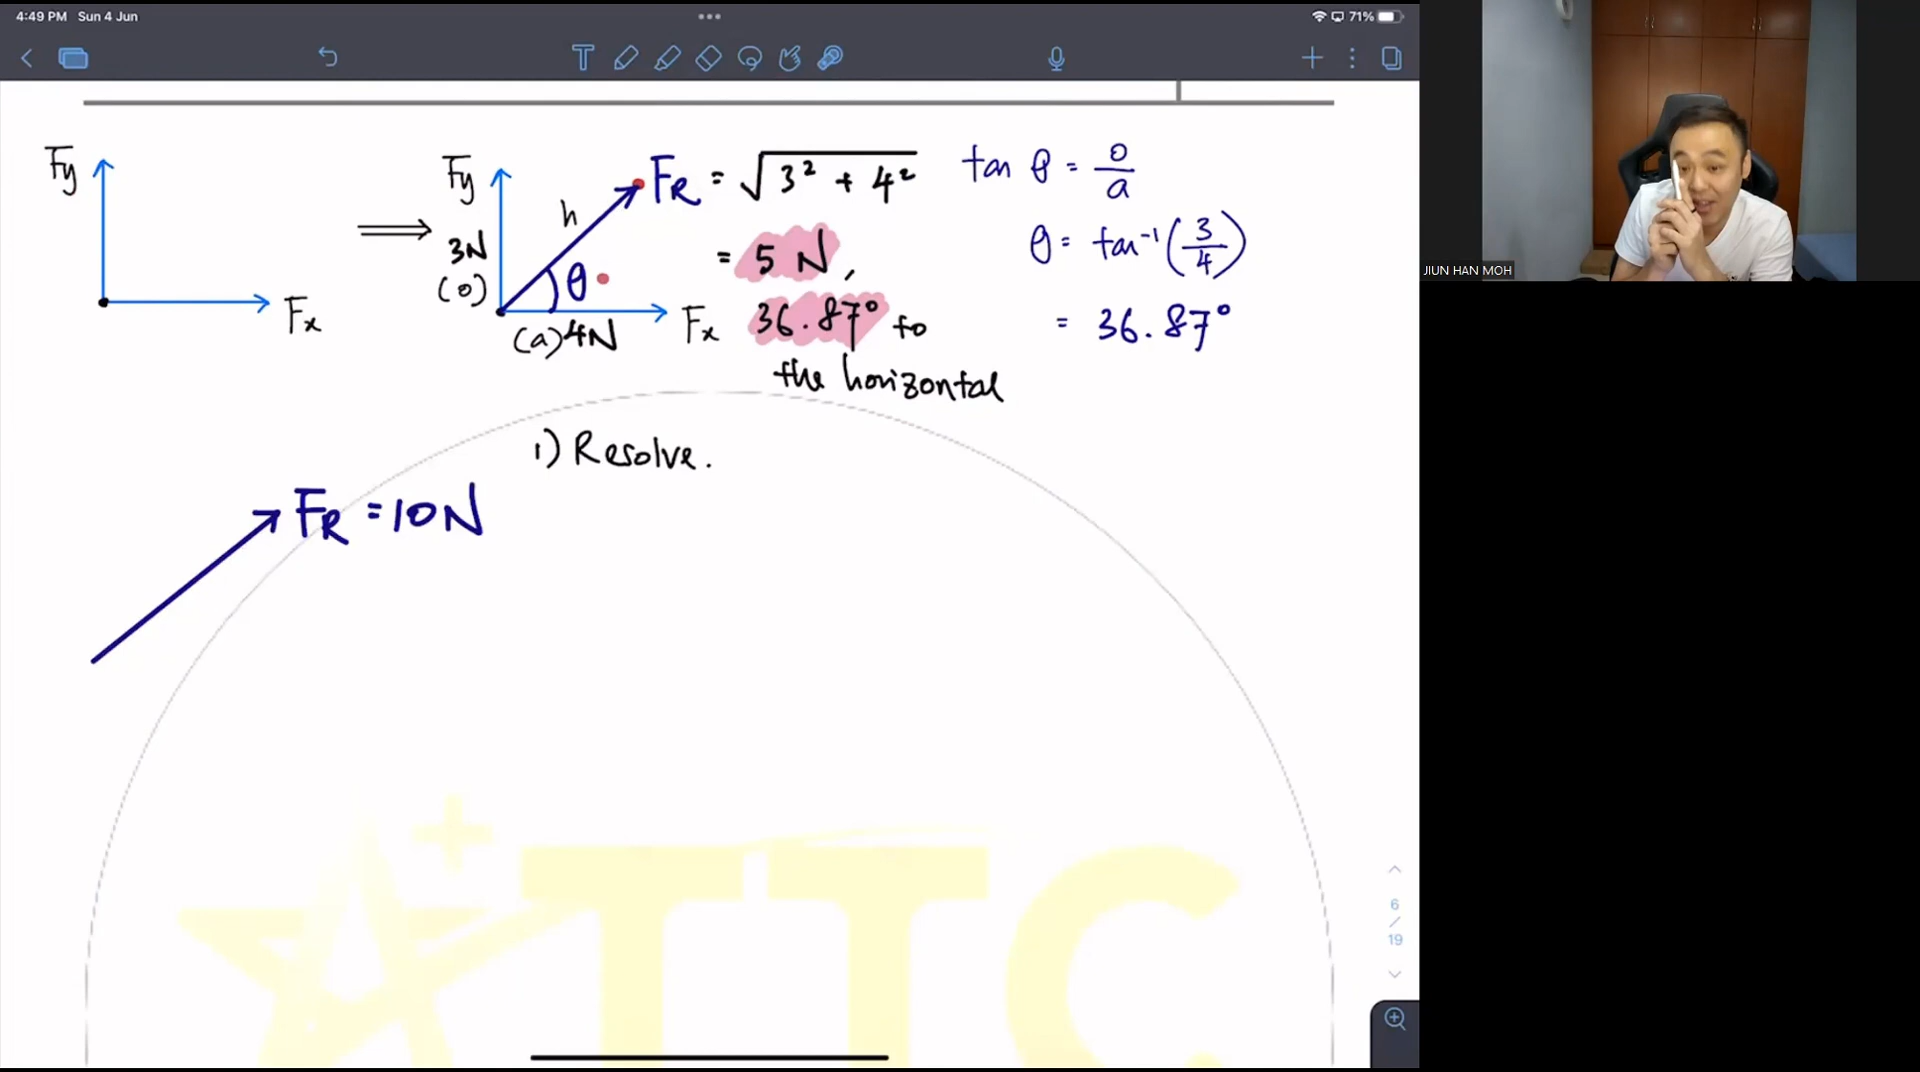 4:49 PM Sun 4 Jun
71%
T
Fy
Fx
Fy
3N
(o)
h
θ
(a) 4N
Fx
FR = √3² + 4²
= 5 N,
36.87° to
the horizontal
tan θ = o/a
θ = tan⁻¹ (3/4)
= 36.87°
JIUN HAN MOH
1) Resolve.
FR = 10N
6
/
19
TTC